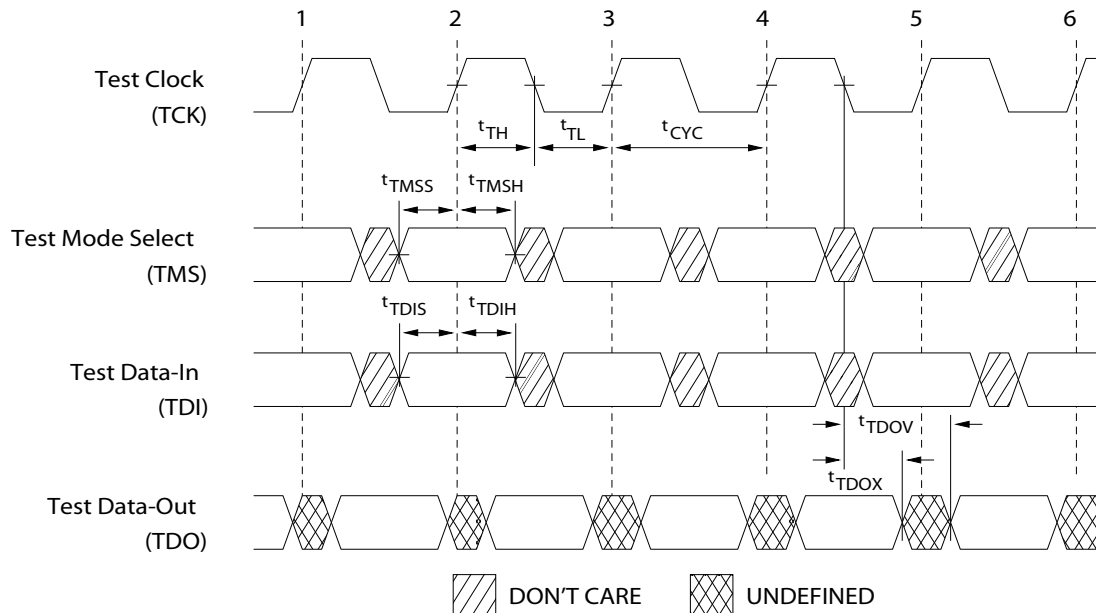 1 2 3 4 5 6
Test Clock
(TCK)
tTH tTL tCYC
tTMSS tTMSH
Test Mode Select
(TMS)
tTDIS tTDIH
Test Data-In
(TDI)
tTDOV
tTDOX
Test Data-Out
(TDO)
DON'T CARE UNDEFINED